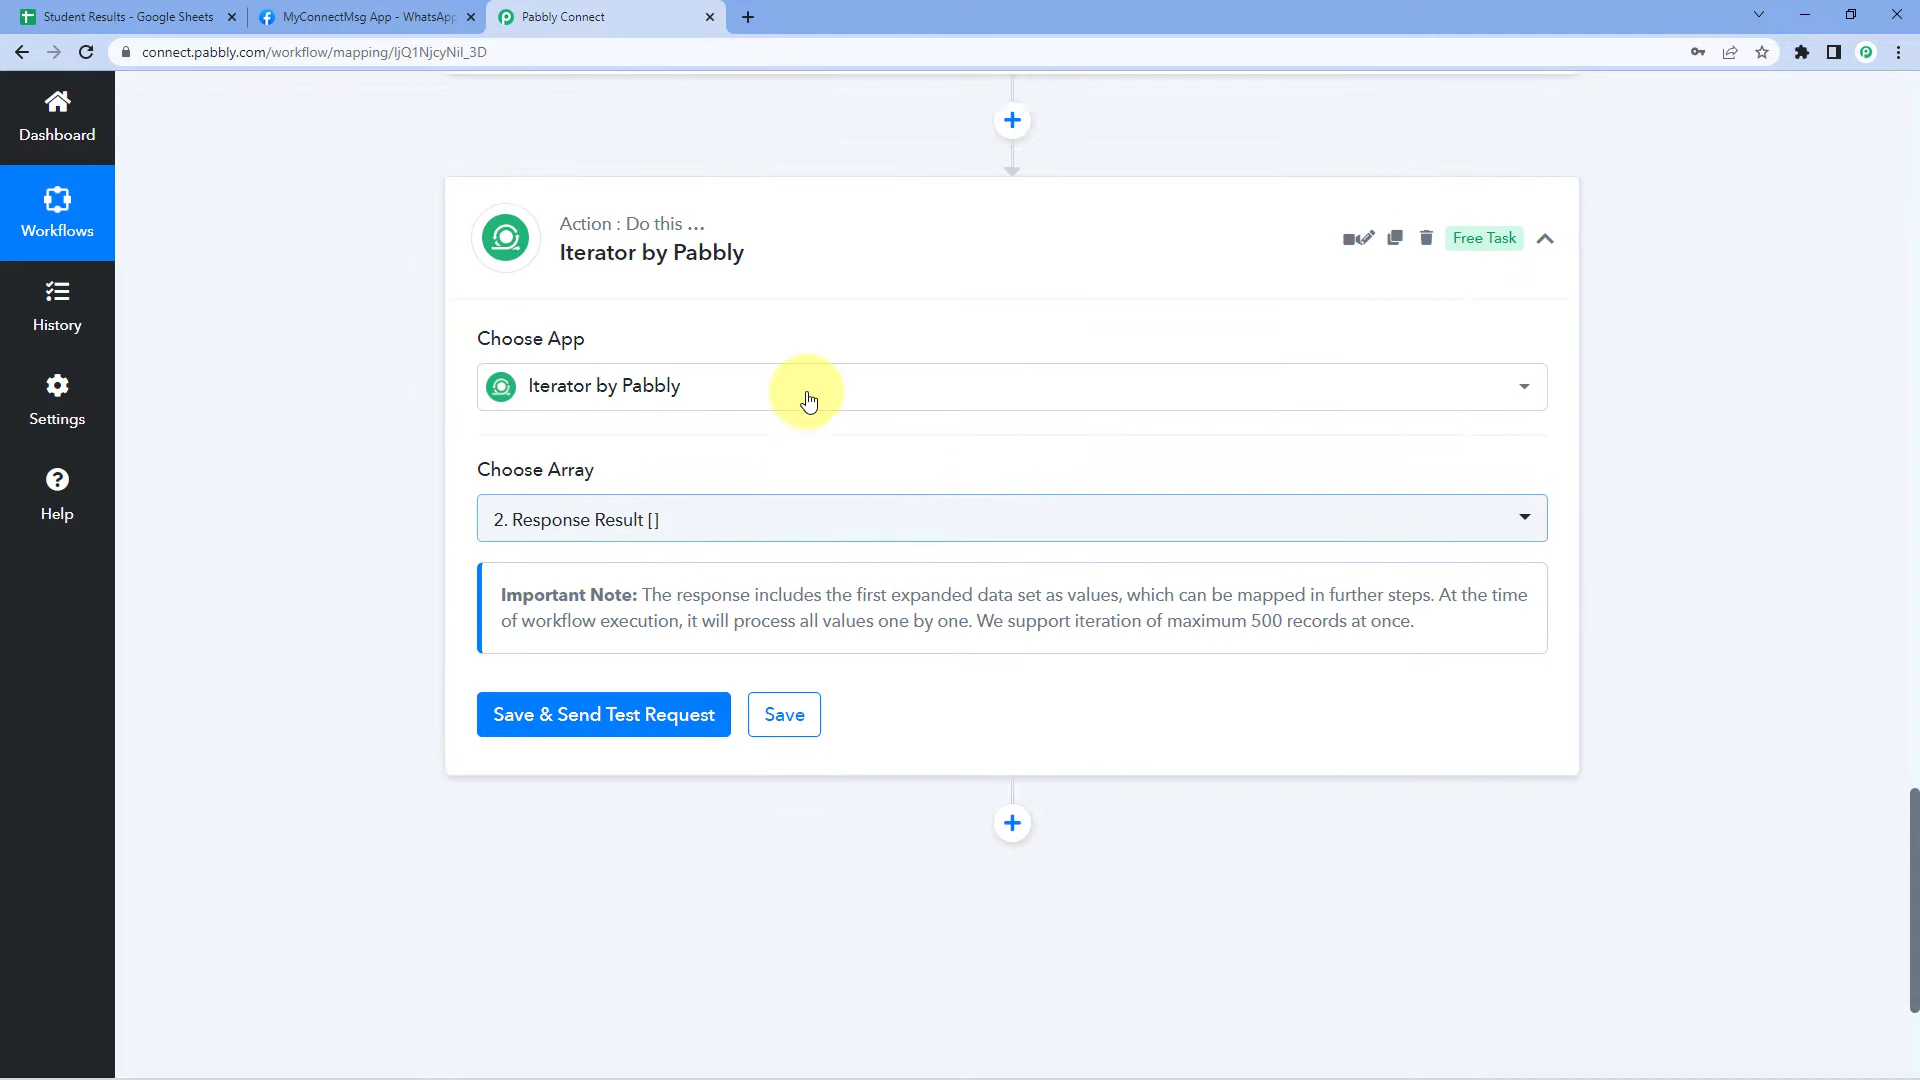 Student Results - Google Sheets
MyConnectMsg App - WhatsApp
Pabbly Connect
connect.pabbly.com/workflow/mapping/IjQ1NjcyNiI_3D
Dashboard
Workflows
History
Settings
Help
Action : Do this ...
Iterator by Pabbly
Free Task
Choose App
Iterator by Pabbly
Choose Array
2. Response Result []
Important Note: The response includes the first expanded data set as values, which can be mapped in further steps. At the time
of workflow execution, it will process all values one by one. We support iteration of maximum 500 records at once.
Save & Send Test Request
Save